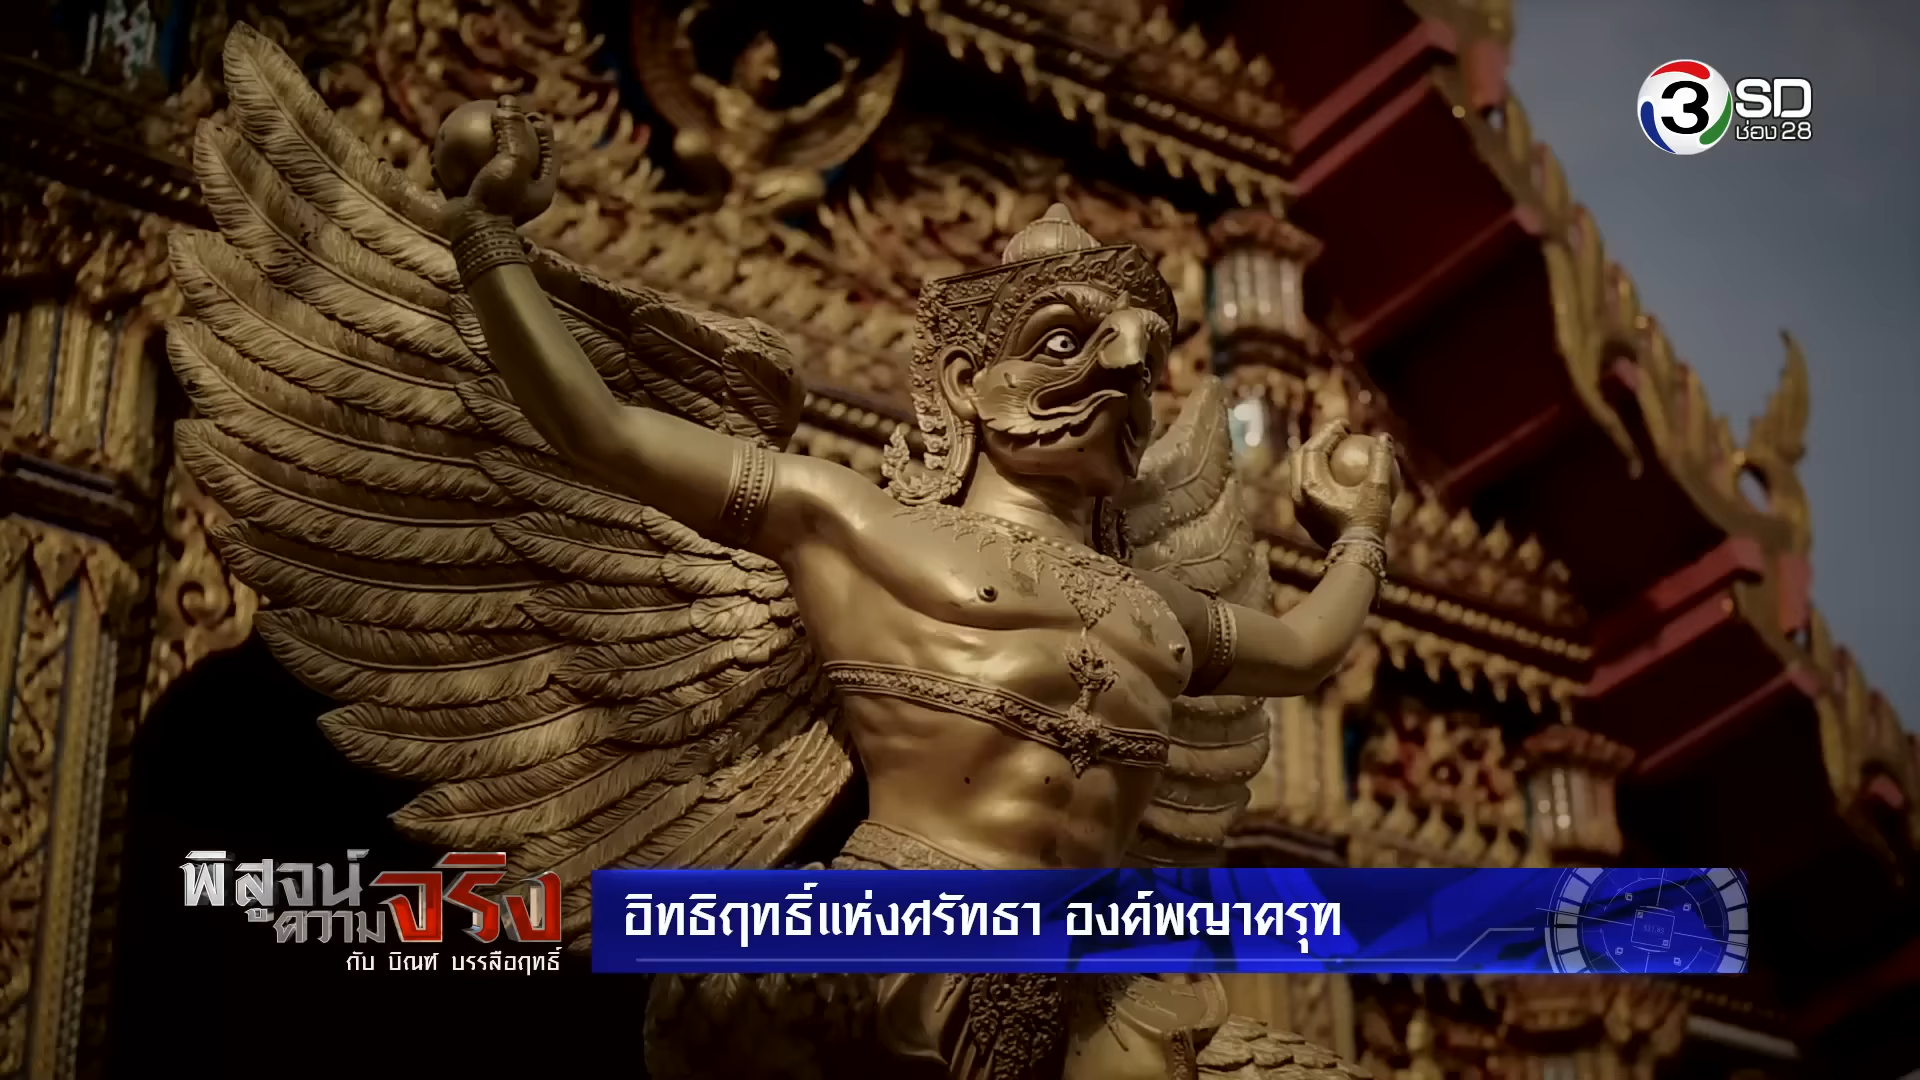 3 SD
ช่อง 28
พิสูจน์
ความจริง
กับ บิณฑ์ บรรลือฤทธิ์
อิทธิฤทธิ์แห่งศรัทธา องค์พญาครุฑ